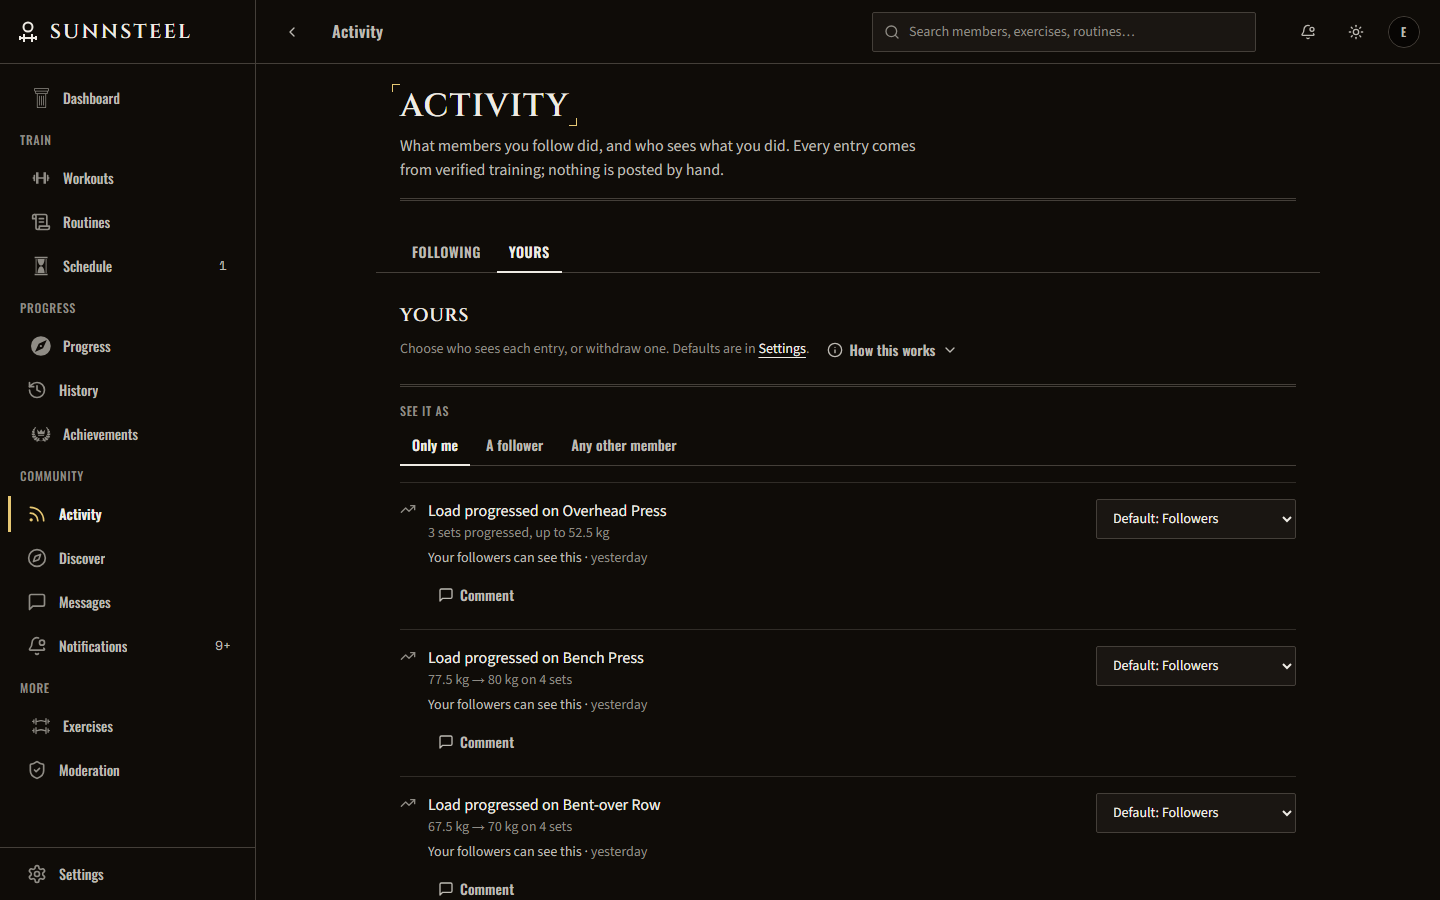 SUNNSTEEL
Activity
Search members, exercises, routines...
E
Dashboard
TRAIN
Workouts
Routines
Schedule 1
PROGRESS
Progress
History
Achievements
COMMUNITY
Activity
Discover
Messages
Notifications 9+
MORE
Exercises
Moderation
Settings
ACTIVITY
What members you follow did, and who sees what you did. Every entry comes
from verified training; nothing is posted by hand.
FOLLOWING YOURS
YOURS
Choose who sees each entry, or withdraw one. Defaults are in Settings. How this works
SEE IT AS
Only me A follower Any other member
Load progressed on Overhead Press
Default: Followers
3 sets progressed, up to 52.5 kg
Your followers can see this · yesterday
Comment
Load progressed on Bench Press
Default: Followers
77.5 kg → 80 kg on 4 sets
Your followers can see this · yesterday
Comment
Load progressed on Bent-over Row
Default: Followers
67.5 kg → 70 kg on 4 sets
Your followers can see this · yesterday
Comment